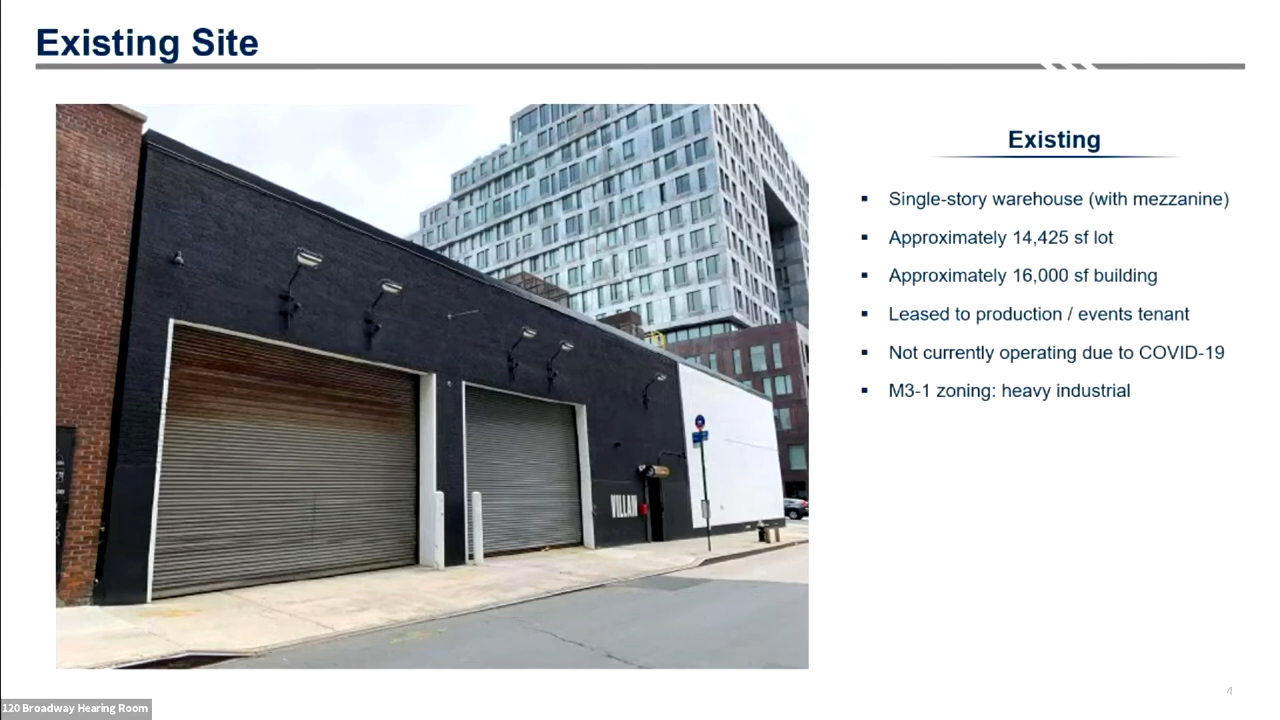 Existing Site
Existing
Single-story warehouse (with mezzanine)
Approximately 14,425 sf lot
Approximately 16,000 sf building
Leased to production / events tenant
Not currently operating due to COVID-19
M3-1 zoning: heavy industrial
VILLAIN
4
120 Broadway Hearing Room